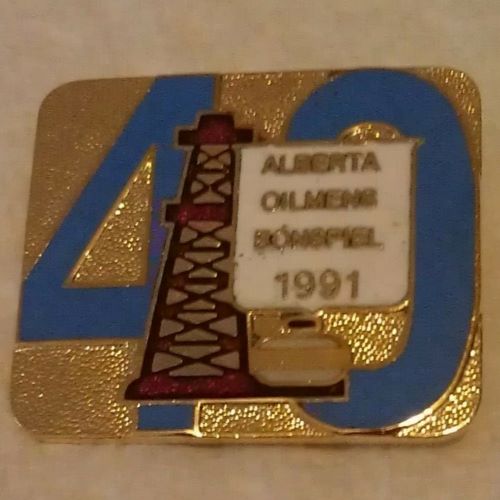 40
ALBERTA
OILMENS
BONSPIEL
1991